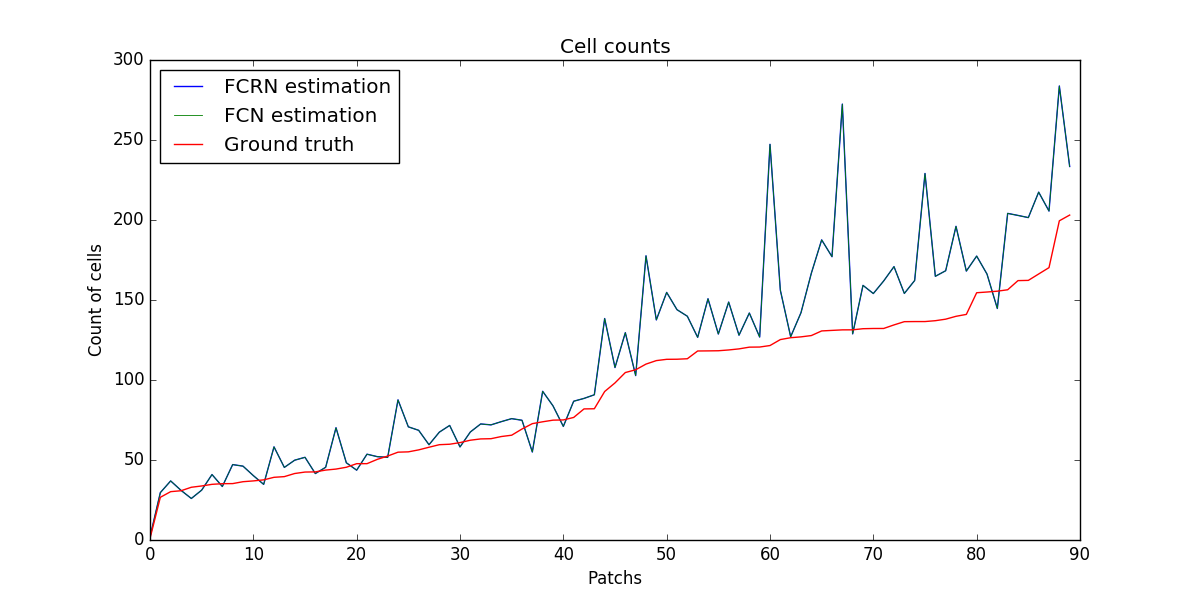 Cell counts
300
FCRN estimation
FCN estimation
Ground truth
250
200
150
100
50
0
Count of cells
0 10 20 30 40 50 60 70 80 90
Patchs